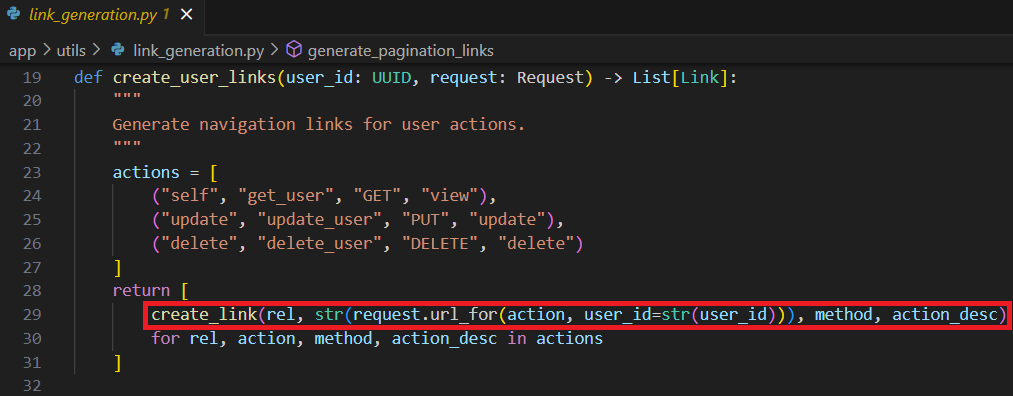 link_generation.py 1 ×
app > utils > link_generation.py > generate_pagination_links
19 def create_user_links(user_id: UUID, request: Request) -> List[Link]:
20     """
21     Generate navigation links for user actions.
22     """
23     actions = [
24         ("self", "get_user", "GET", "view"),
25         ("update", "update_user", "PUT", "update"),
26         ("delete", "delete_user", "DELETE", "delete")
27     ]
28     return [
29         create_link(rel, str(request.url_for(action, user_id=str(user_id))), method, action_desc)
30         for rel, action, method, action_desc in actions
31     ]
32